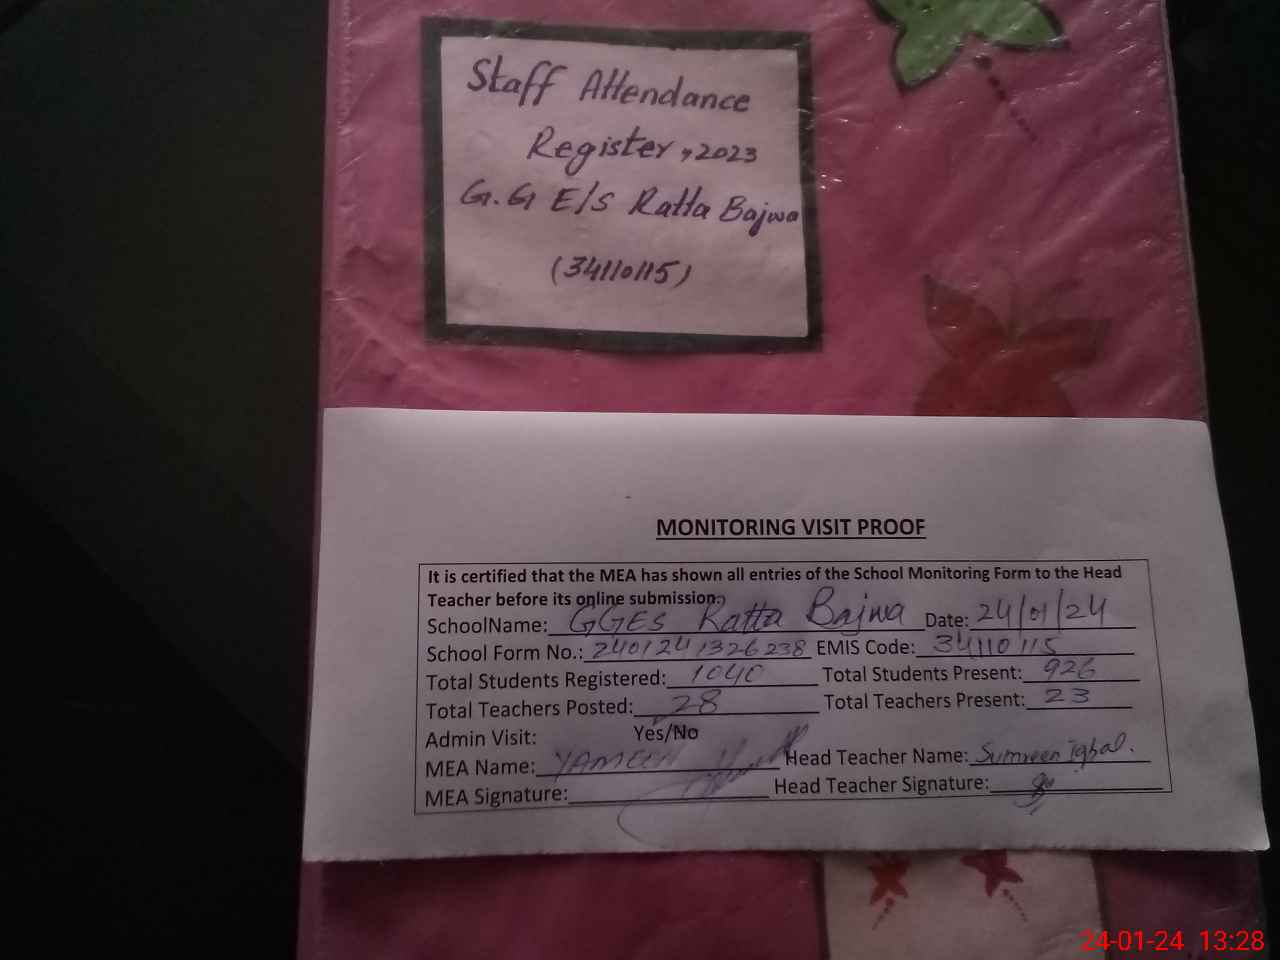 Staff Attendance
Register, 2023
G.G E/S Ratta Bajwa
(34110115)
MONITORING VISIT PROOF
It is certified that the MEA has shown all entries of the School Monitoring Form to the Head
Teacher before its online submission.
SchoolName: GGES Ratta Bajwa Date: 24/01/24
School Form No.: 2401241326238 EMIS Code: 34110115
Total Students Registered: 1040 Total Students Present: 926
Total Teachers Posted: 28 Total Teachers Present: 23
Admin Visit: Yes/No
MEA Name: YAMEEN Head Teacher Name: Sumreen iqbal.
MEA Signature: Head Teacher Signature:
24-01-24 13:28